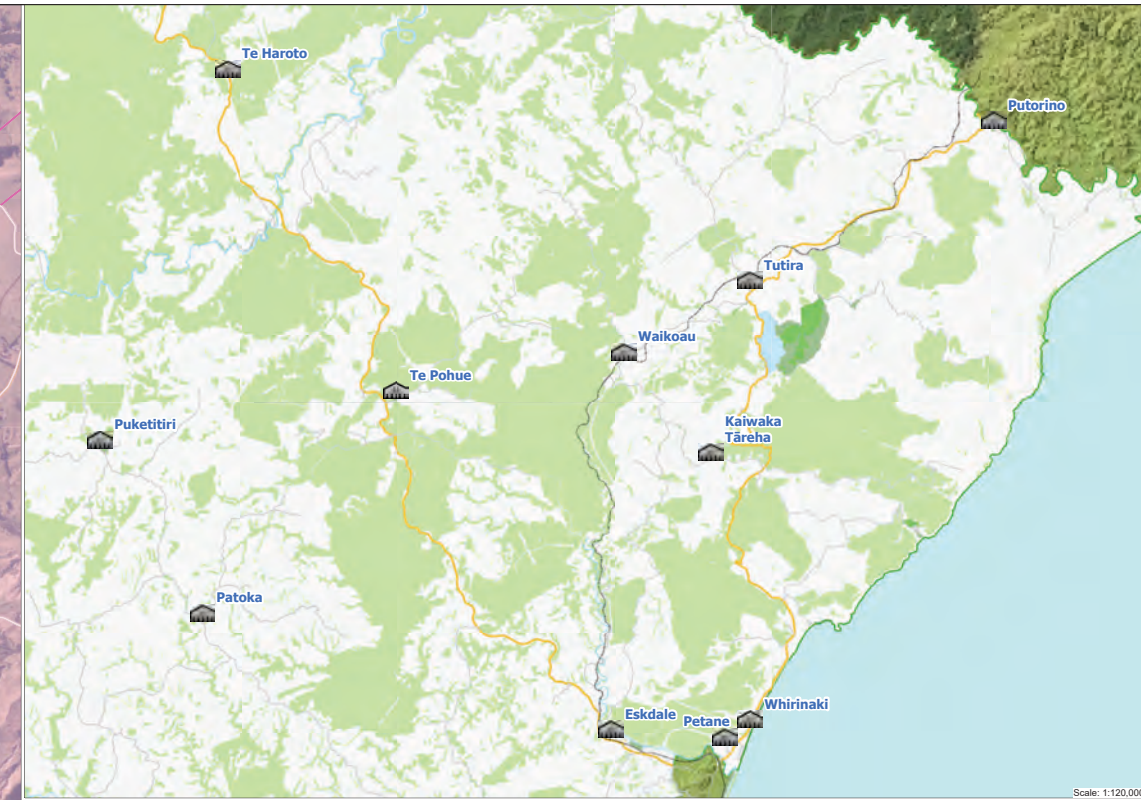 Te Haroto
Putorino
Tutira
Waikoau
Te Pohue
Puketitiri
Kaiwaka
Tāreha
Patoka
Whirinaki
Eskdale
Petane
Scale: 1:120,000